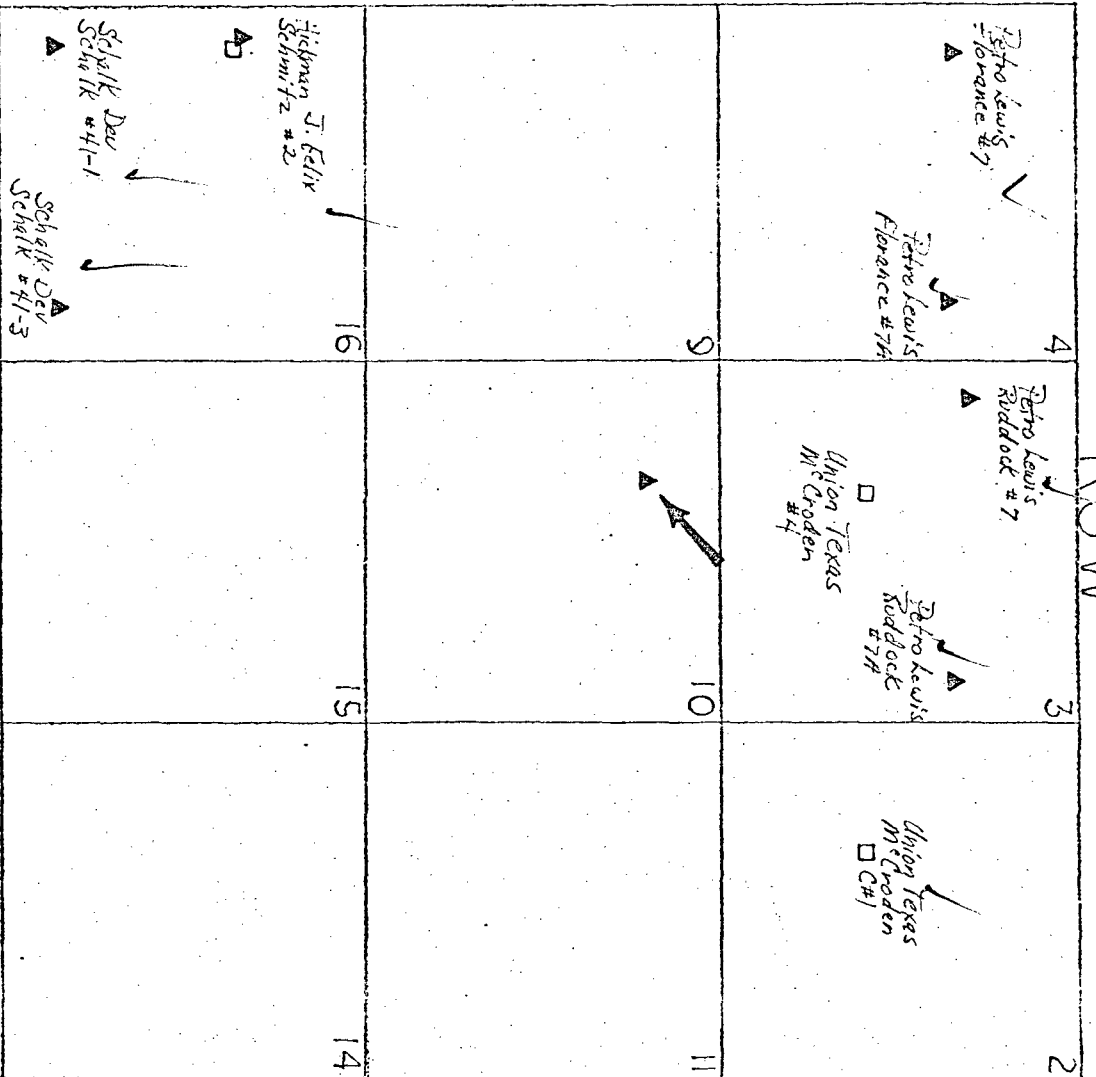 4
3
2
Petro Lewis
Florance #7
Petro Lewis
Florance #7A
Petro Lewis
Ruddock #7
Petro Lewis
Ruddock
#7A
Union Texas
McCroden
#4
Union Texas
McCroden
C#1
9
10
11
16
15
14
Hickman J. Felix
Schmitz #2
Schalk Dev
Schalk #41-1
Schalk Dev
Schalk #41-3